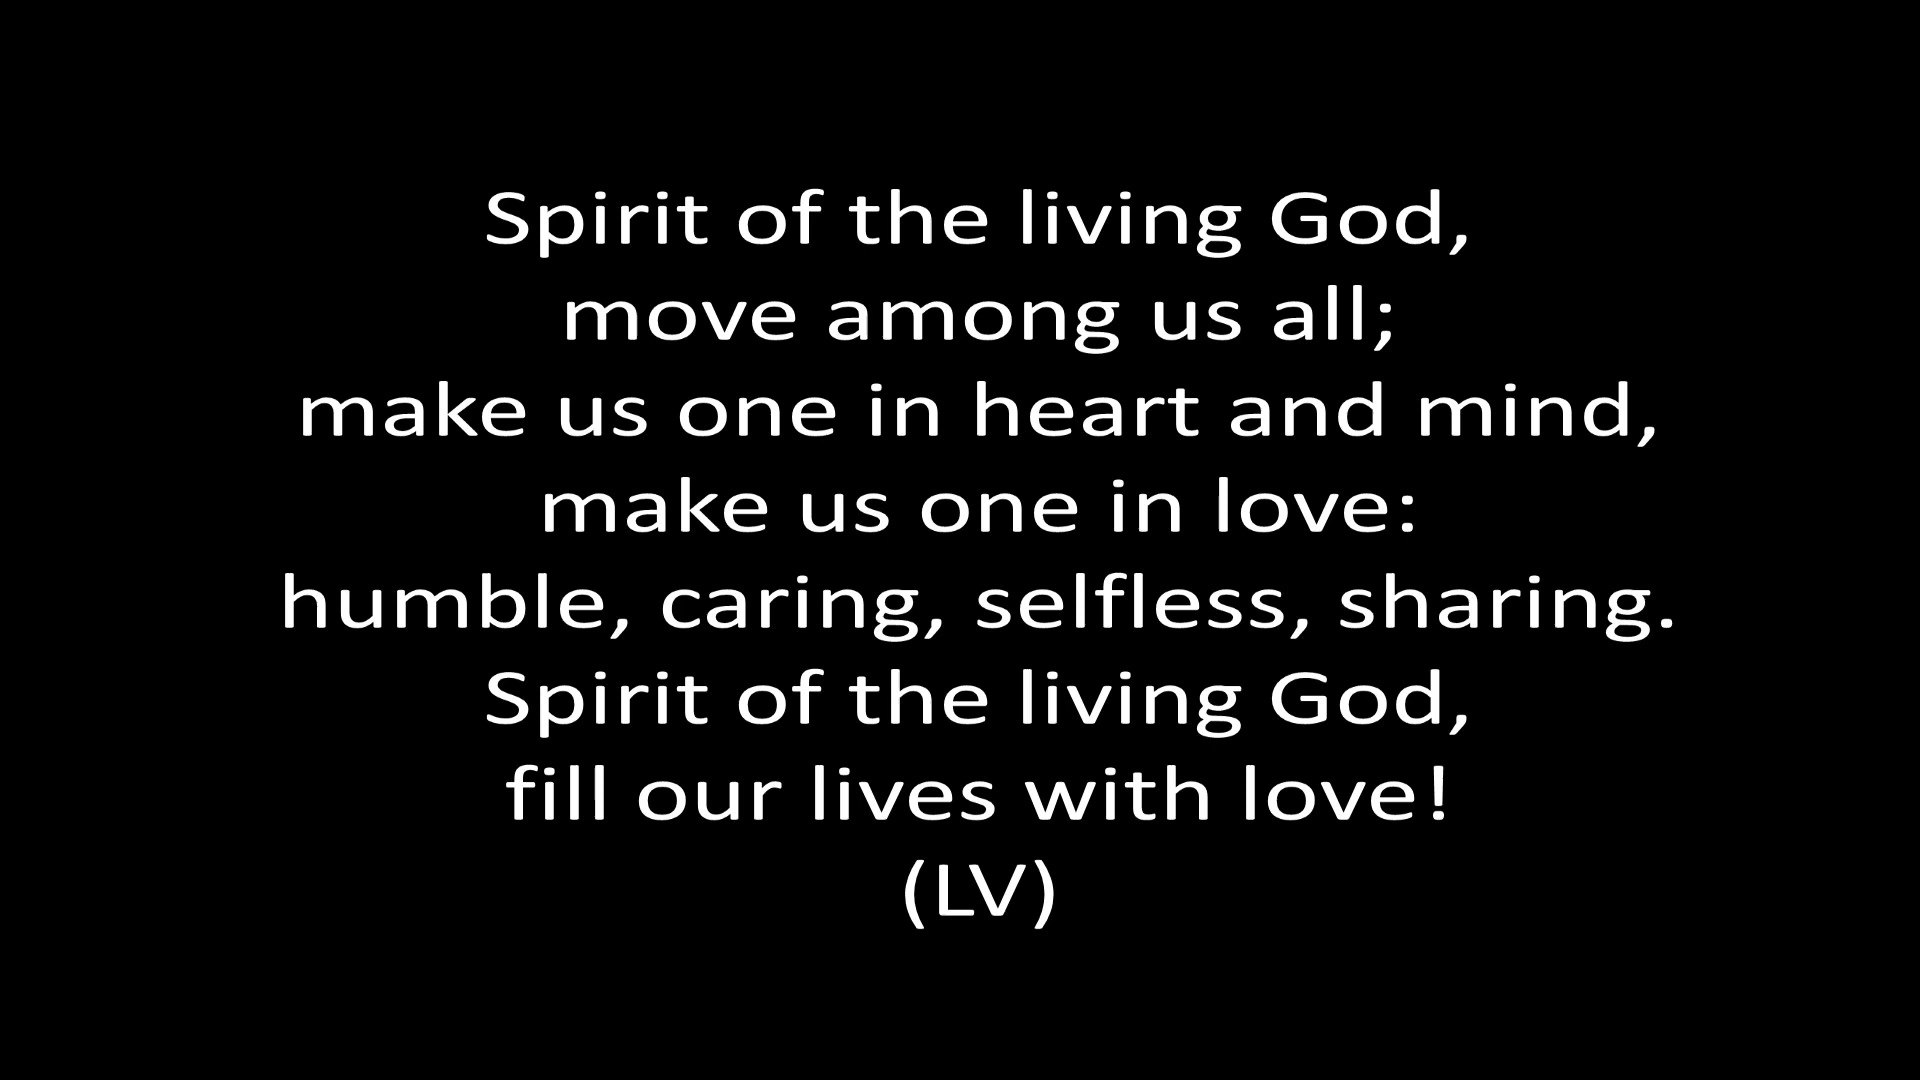 Spirit of the living God,
move among us all;
make us one in heart and mind,
make us one in love:
humble, caring, selfless, sharing.
Spirit of the living God,
fill our lives with love!
(LV)